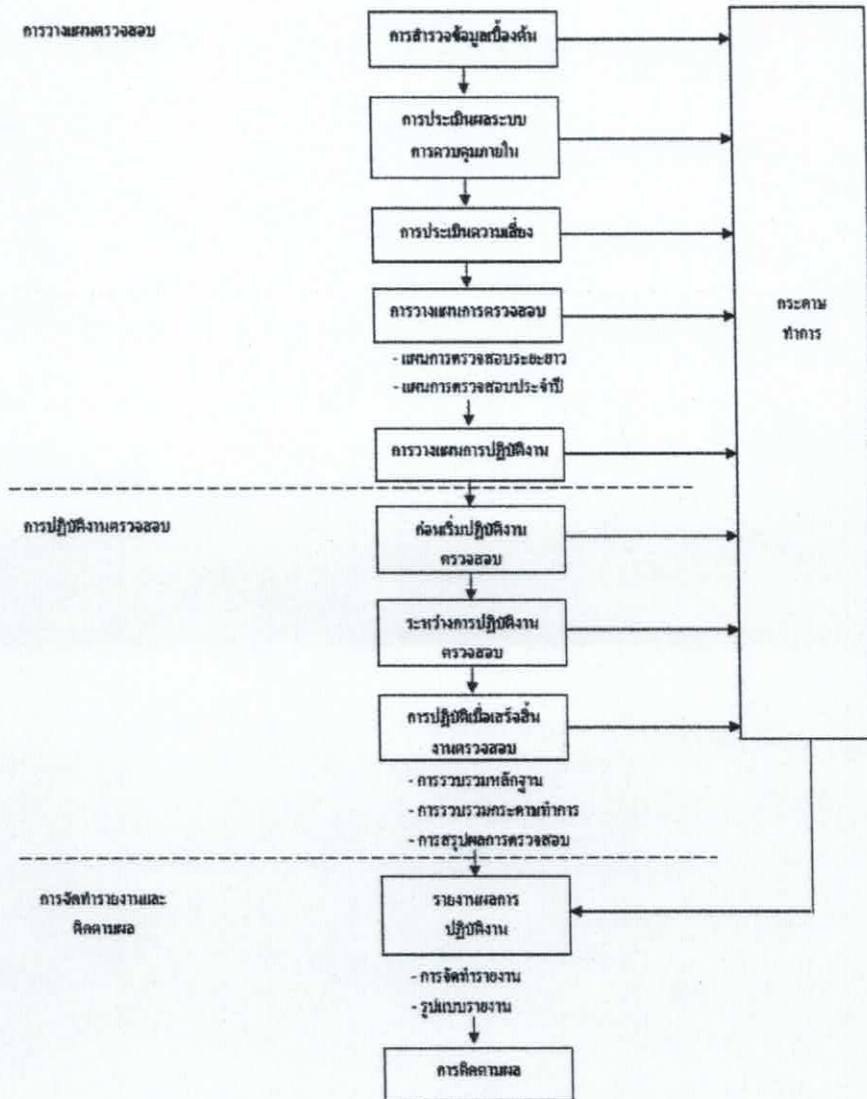 การวางแผนตรวจสอบ
การสำรวจข้อมูลเบื้องต้น
การประเมินผลระบบ
การควบคุมภายใน
การประเมินความเสี่ยง
การวางแผนการตรวจสอบ
- แผนการตรวจสอบระยะยาว
- แผนการตรวจสอบประจำปี
การวางแผนการปฏิบัติงาน
กระดาษ
ทำการ
การปฏิบัติงานตรวจสอบ
ก่อนเริ่มปฏิบัติงาน
ตรวจสอบ
ระหว่างการปฏิบัติงาน
ตรวจสอบ
การปฏิบัติเมื่อเสร็จสิ้น
งานตรวจสอบ
- การรวบรวมหลักฐาน
- การรวบรวมกระดาษทำการ
- การสรุปผลการตรวจสอบ
การจัดทำรายงานและ
ติดตามผล
รายงานผลการ
ปฏิบัติงาน
- การจัดทำรายงาน
- รูปแบบรายงาน
การติดตามผล